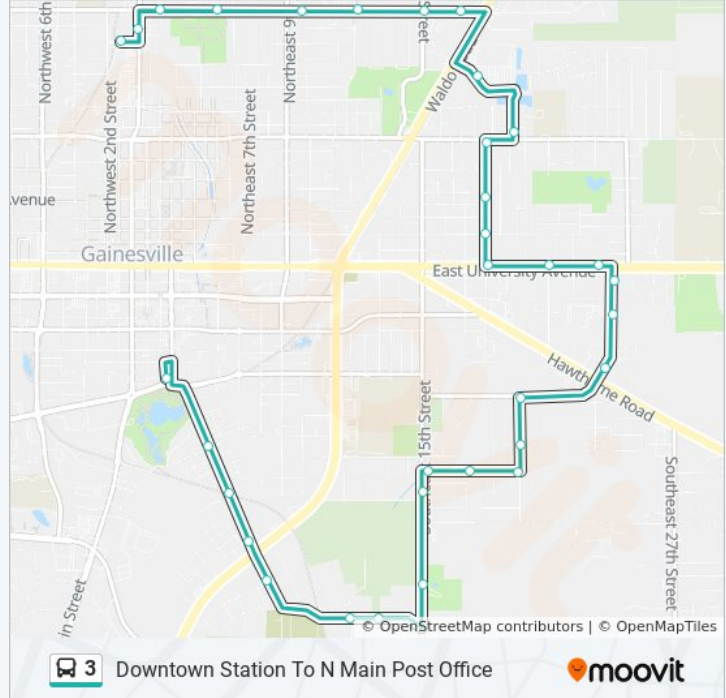 Northwest 6th
Northeast 9
Street
Waldo
Northwest 2nd Street
Northeast 7th Street
venue
Gainesville
East University Avenue
Hawthorne Road
15th Street
Southeast 27th Street
in Street
© OpenStreetMap contributors | © OpenMapTiles
3 Downtown Station To N Main Post Office
moovit